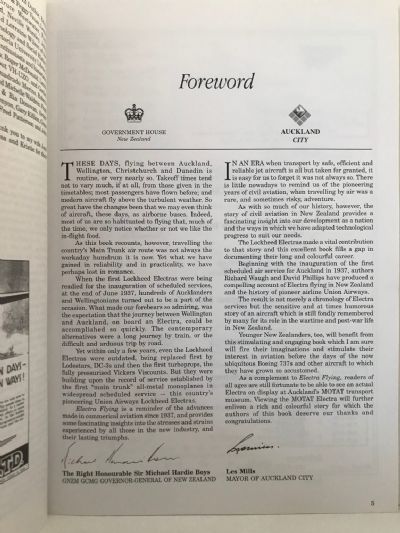 Foreword
GOVERNMENT HOUSE
New Zealand
THESE DAYS, flying between Auckland,
Wellington, Christchurch and Dunedin is
routine, or very nearly so. Takeoff times tend
not to vary much, if at all, from those given in the
timetables; most passengers have flown before; and
modern aircraft fly above the turbulent weather. So
great have the changes been that we may even think
of aircraft, these days, as airborne buses. Indeed,
most of us are so habituated to flying that, much of
the time, we only notice whether or not we like the
in-flight food.
As this book recounts, however, travelling the
country's Main Trunk air route was not always the
workaday humdrum it is now. Yet what we have
gained in reliability and in practicality, we have
perhaps lost in romance.
When the first Lockheed Electras were being
readied for the inauguration of scheduled services,
at the end of June 1937, hundreds of Aucklanders
and Wellingtonians turned out to be a part of the
occasion. What made our forebears so admiring, was
the expectation that the journey between Wellington
and Auckland, on board an Electra, could be
accomplished so quickly. The contemporary
alternatives were a long journey by train, or the
difficult and arduous trip by road.
Yet within only a few years, even the Lockheed
Electras were outdated, being replaced first by
Lodestars, DC-3s and then the first turboprops, the
fully pressurised Vickers Viscounts. But they were
building upon the record of service established by
the first "main trunk" all-metal monoplanes in
widespread scheduled service – this country's
pioneering Union Airways Lockheed Electras.
Electra Flying is a reminder of the advances
made in commercial aviation since 1937, and provides
some fascinating insights into the stresses and strains
experienced by all those in the new industry, and
their lasting triumphs.
The Right Honourable Sir Michael Hardie Boys
GNZM GCMG GOVERNOR-GENERAL OF NEW ZEALAND
AUCKLAND
CITY
IN AN ERA when transport by safe, efficient and
reliable jet aircraft is all but taken for granted, it
is easy for us to forget it was not always so. There
is little nowadays to remind us of the pioneering
years of civil aviation, when travelling by air was a
rare, and sometimes risky, adventure.
As with so much of our history, however, the
story of civil aviation in New Zealand provides a
fascinating insight into our development as a nation
and the ways in which we have adapted technological
progress to suit our needs.
The Lockheed Electras made a vital contribution
to that story and this excellent book fills a gap in
documenting their long and colourful career.
Beginning with the inauguration of the first
scheduled air service for Auckland in 1937, authors
Richard Waugh and David Phillips have produced a
compelling account of Electra flying in New Zealand
and the history of pioneer airline Union Airways.
The result is not merely a chronology of Electra
services but the sensitive and at times humorous
story of an aircraft which is still fondly remembered
by many for its role in the wartime and post-war life
in New Zealand.
Younger New Zealanders, too, will benefit from
this stimulating and engaging book which I am sure
will fire their imaginations and stimulate their
interest in aviation before the days of the now
ubiquitous Boeing 737s and other aircraft to which
they have grown so accustomed.
As a complement to Electra Flying, readers of
all ages are still fortunate to be able to see an actual
Electra on display at Auckland's MOTAT transport
museum. Viewing the MOTAT Electra will further
enliven a rich and colourful story for which the
authors of this book deserve our thanks and
congratulations.
Les Mills
MAYOR OF AUCKLAND CITY
5